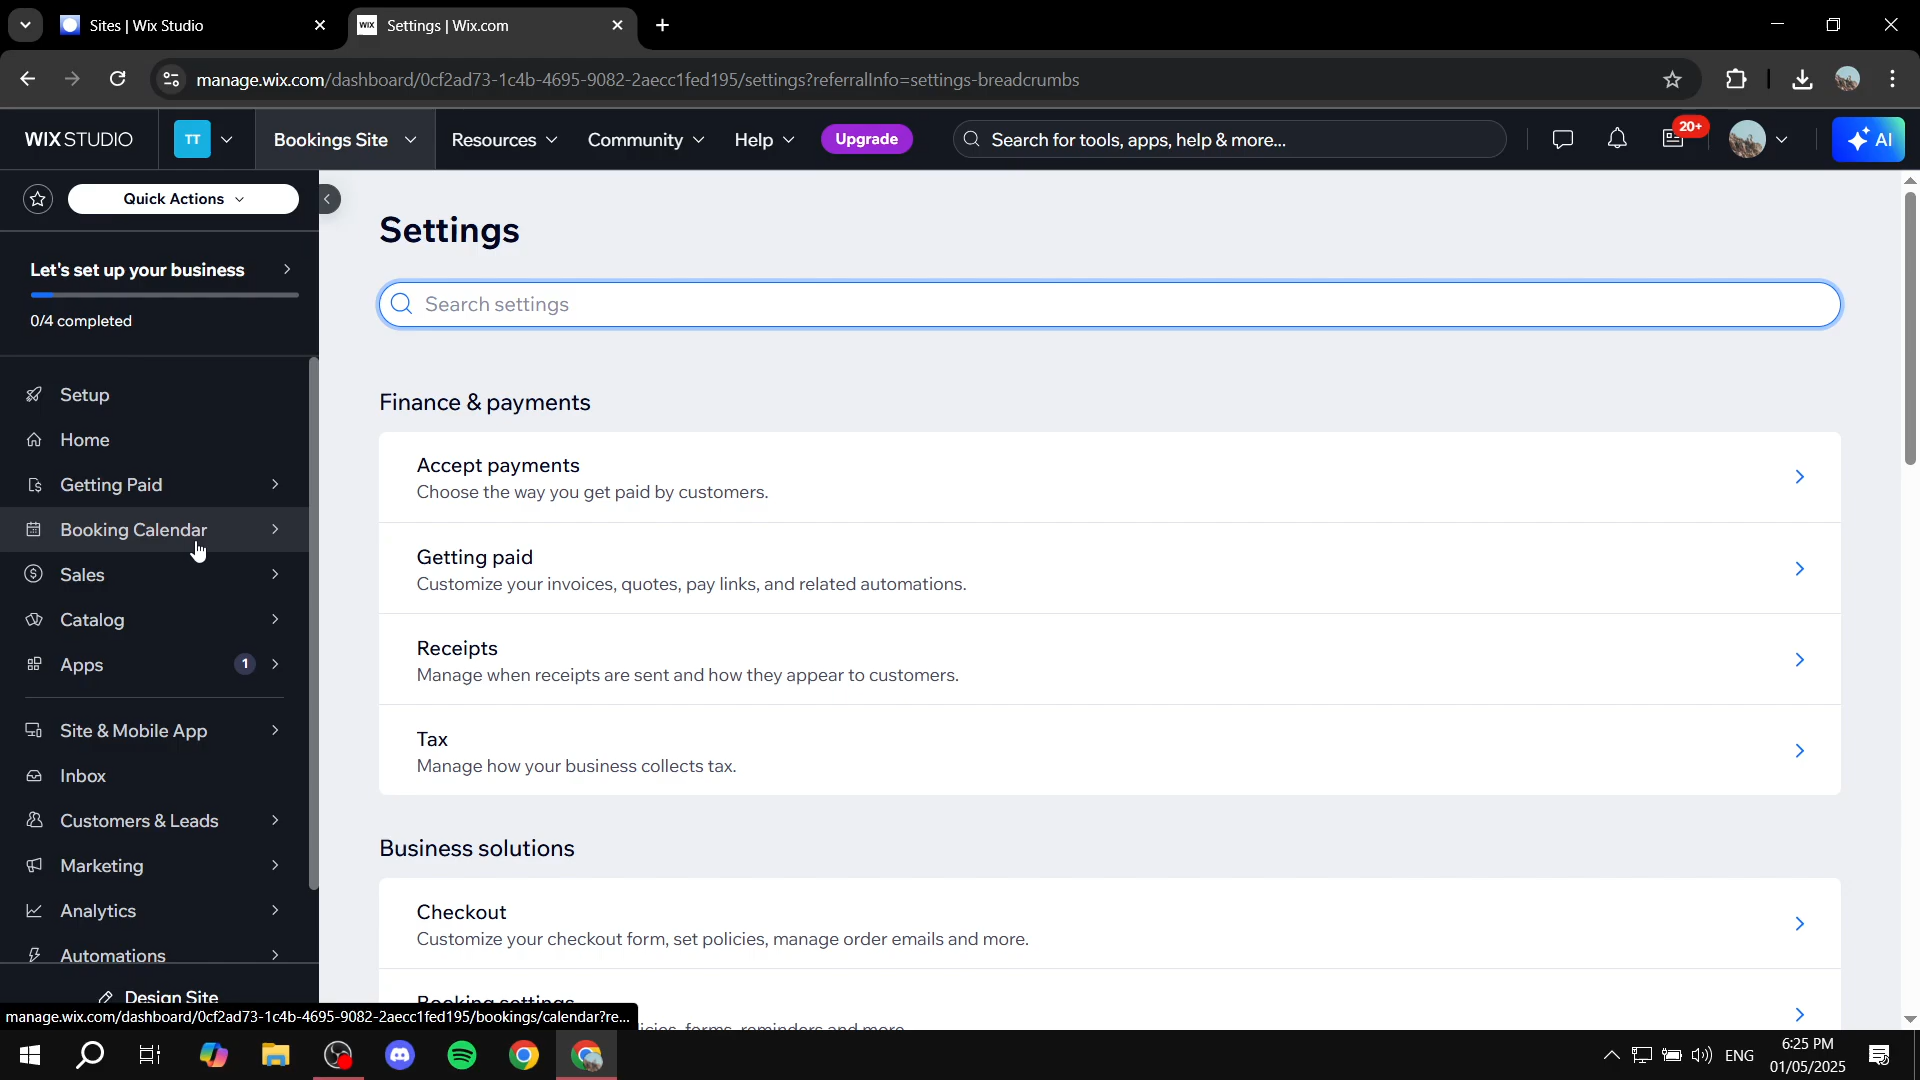 Sites | Wix Studio
WIX
Settings | Wix.com
manage.wix.com/dashboard/0cf2ad73-1c4b-4695-9082-2aecc1fed195/settings?referralInfo=settings-breadcrumbs
WIX STUDIO
TT
Bookings Site
Resources
Community
Help
Upgrade
Search for tools, apps, help & more...
20+
AI
Quick Actions
Let's set up your business
0/4 completed
Setup
Home
Getting Paid
Booking Calendar
Sales
Catalog
Apps
1
Site & Mobile App
Inbox
Customers & Leads
Marketing
Analytics
Automations
Design Site
Settings
Search settings
Finance & payments
Accept payments
Choose the way you get paid by customers.
Getting paid
Customize your invoices, quotes, pay links, and related automations.
Receipts
Manage when receipts are sent and how they appear to customers.
Tax
Manage how your business collects tax.
Business solutions
Checkout
Customize your checkout form, set policies, manage order emails and more.
Booking settings
forms, reminders and more.
manage.wix.com/dashboard/0cf2ad73-1c4b-4695-9082-2aecc1fed195/bookings/calendar?re...
ENG
6:25 PM
01/05/2025